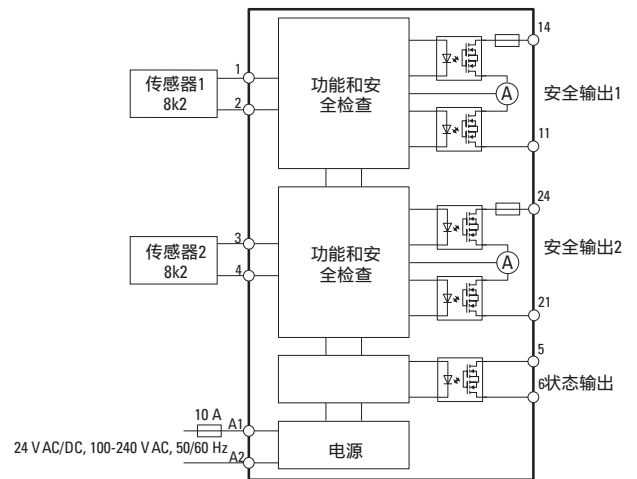 14
1
传感器1
8k2
功能和安
全检查
A
安全输出1
2
11
24
3
传感器2
8k2
功能和安
全检查
A
安全输出2
4
21
5
6状态输出
10 A
A1
24 V AC/DC, 100-240 V AC, 50/60 Hz
A2
电源